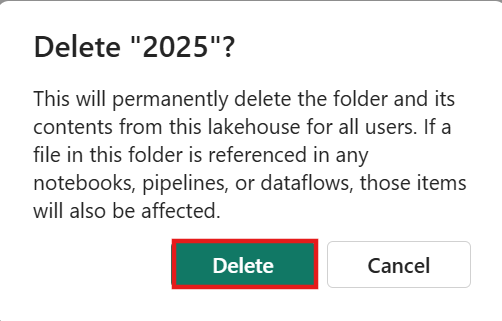 Delete "2025"?
This will permanently delete the folder and its
contents from this lakehouse for all users. If a
file in this folder is referenced in any
notebooks, pipelines, or dataflows, those items
will also be affected.
Delete
Cancel